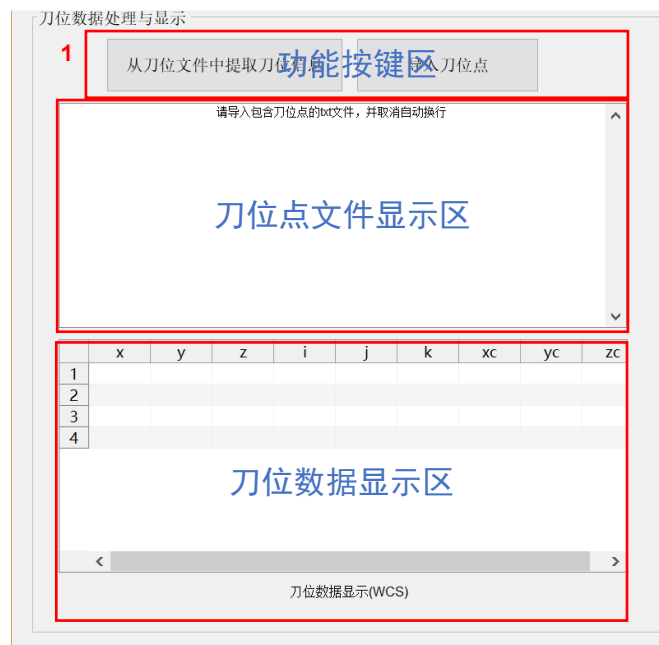 刀位数据处理与显示
1
从刀位文件中提取刀位信息
功能按键区
导入刀位点
请导入包含刀位点的txt文件，并取消自动换行
刀位点文件显示区
x y z i j k xc yc zc
1
2
3
4
刀位数据显示区
刀位数据显示(WCS)